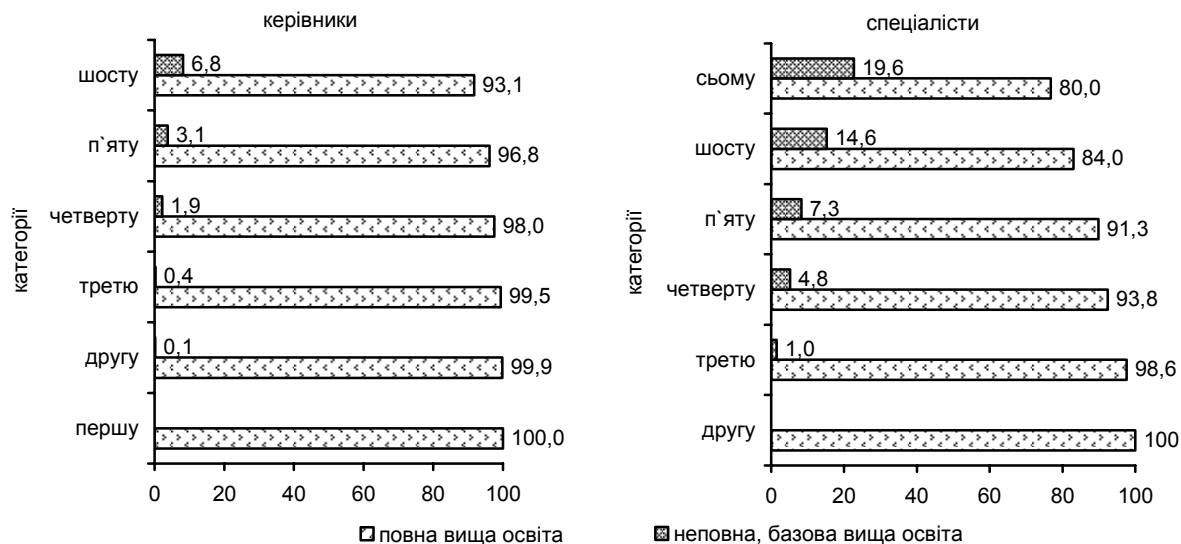 керівники
категорії
шосту
6,8
93,1
п`яту
3,1
96,8
четверту
1,9
98,0
третю
0,4
99,5
другу
0,1
99,9
першу
100,0
0 20 40 60 80 100
спеціалісти
категорії
сьому
19,6
80,0
шосту
14,6
84,0
п`яту
7,3
91,3
четверту
4,8
93,8
третю
1,0
98,6
другу
100
0 20 40 60 80 100
повна вища освіта
неповна, базова вища освіта